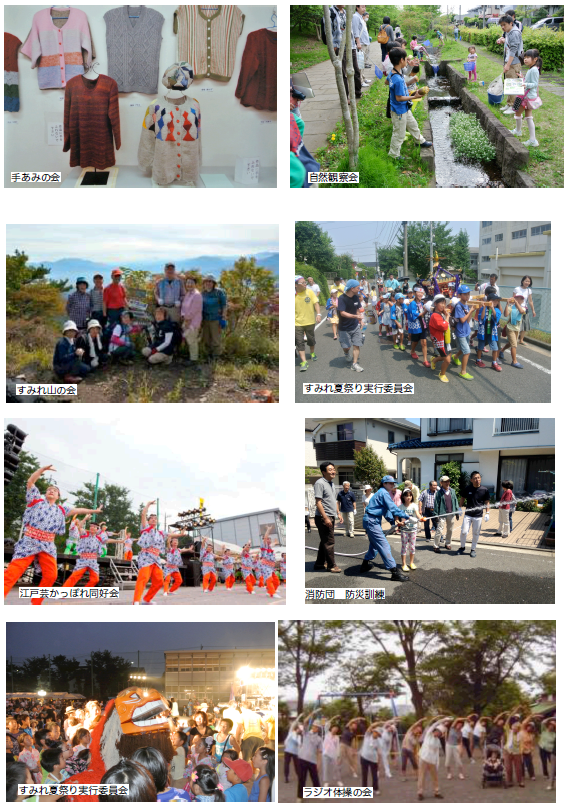 手あみの会
自然観察会
すみれ山の会
すみれ夏祭り実行委員会
江戸芸かっぽれ同好会
消防団　防災訓練
すみれ夏祭り実行委員会
ラジオ体操の会